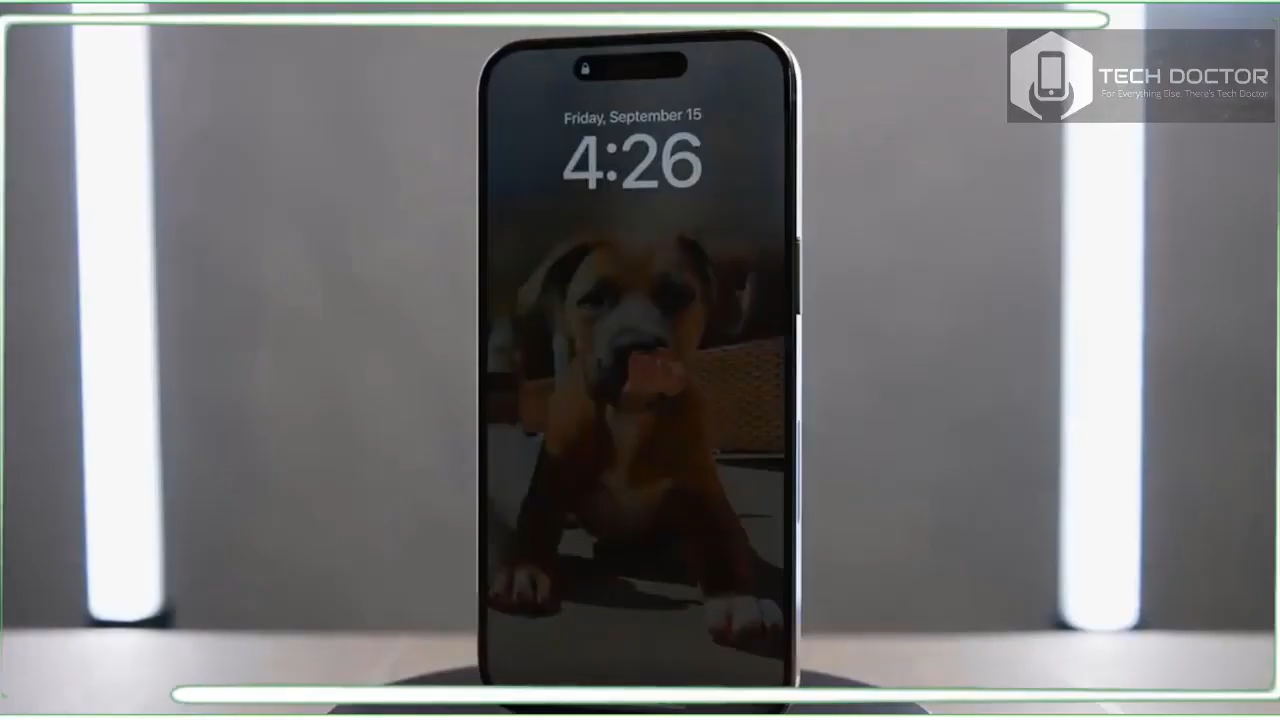 TECH DOCTOR
For Everything Else, There's Tech Doctor
Friday, September 15
4:26